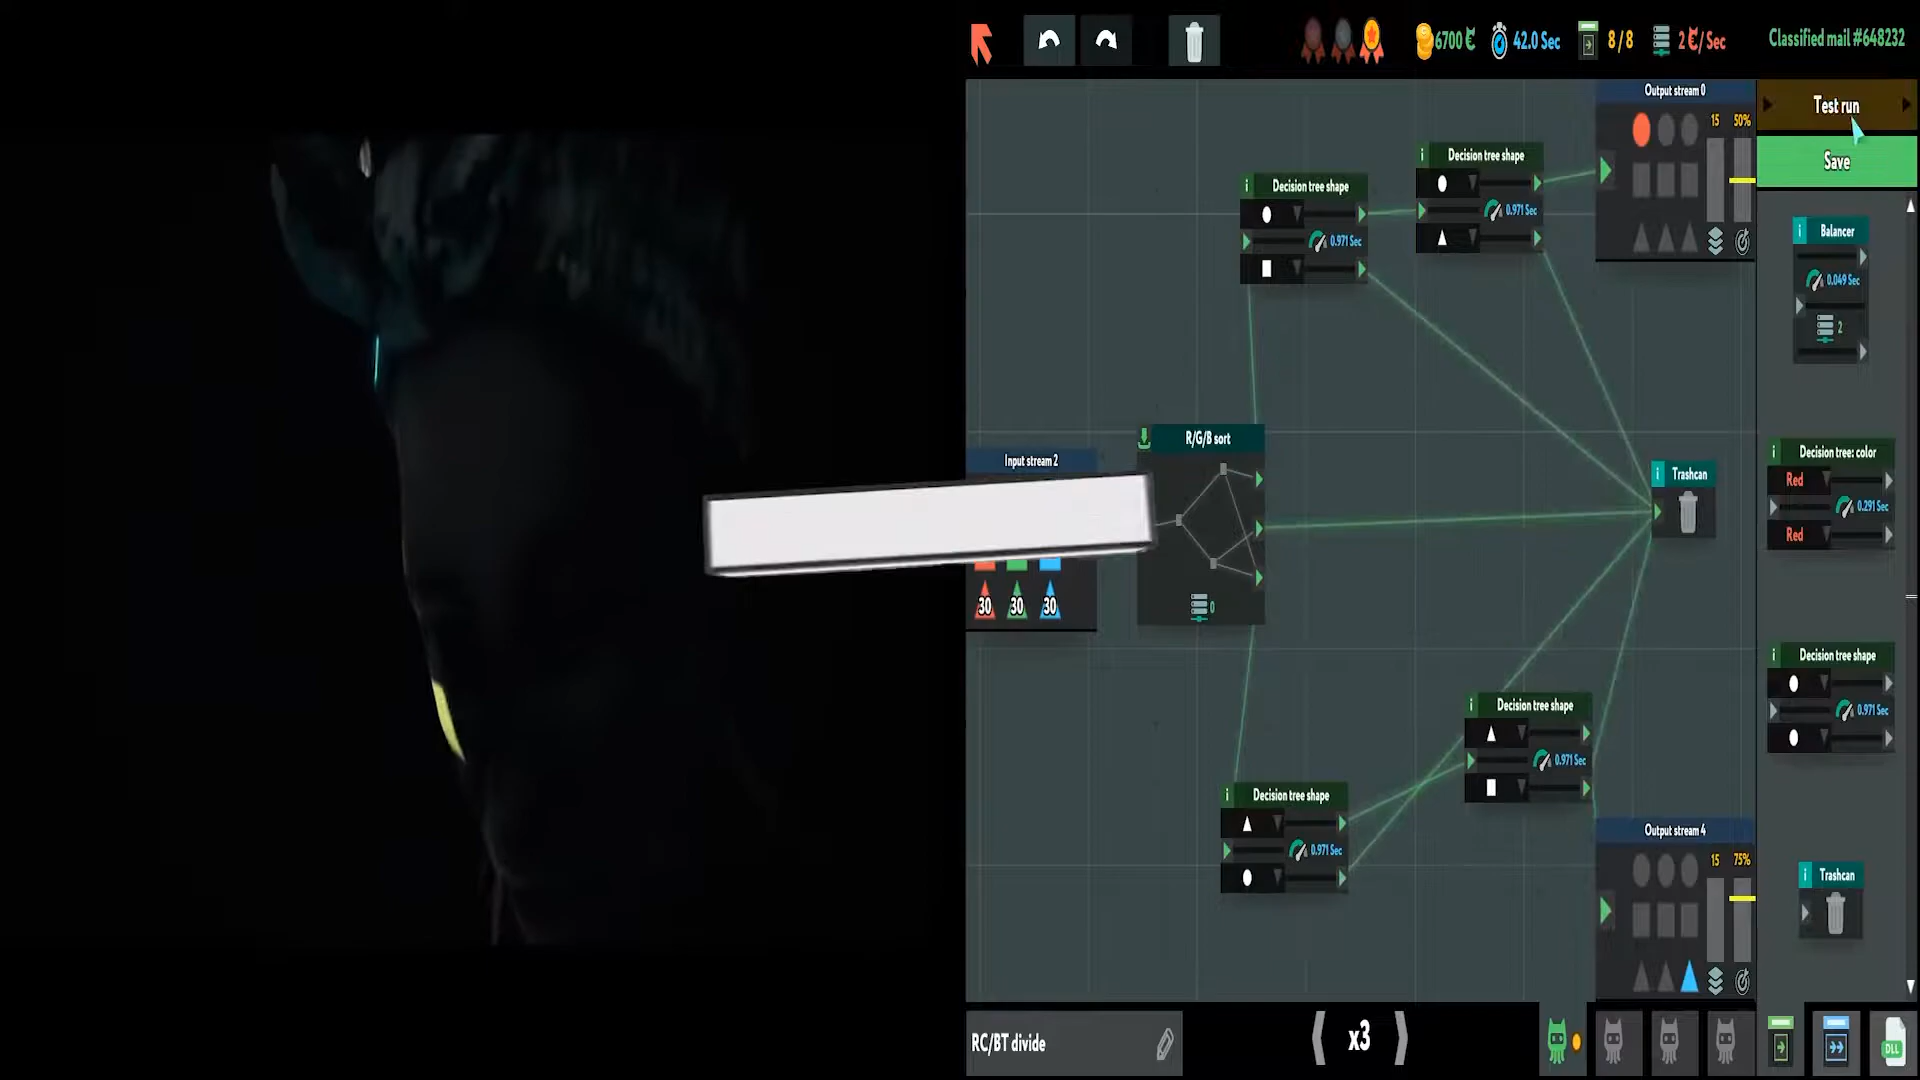 6700 €
42.0 Sec
8/8
2 €/Sec
Classified mail #648232
Output stream 0
15 50%
Test run
Save
Decision tree shape
0.971 Sec
Decision tree shape
0.971 Sec
Balancer
0.049 Sec
2
R/G/B sort
0
Input stream 2
30 30 30
Trashcan
Decision tree: color
Red
0.291 Sec
Red
Decision tree shape
0.971 Sec
Decision tree shape
0.971 Sec
Decision tree shape
0.971 Sec
Output stream 4
15 75%
Trashcan
RC/BT divide
x3
DLL